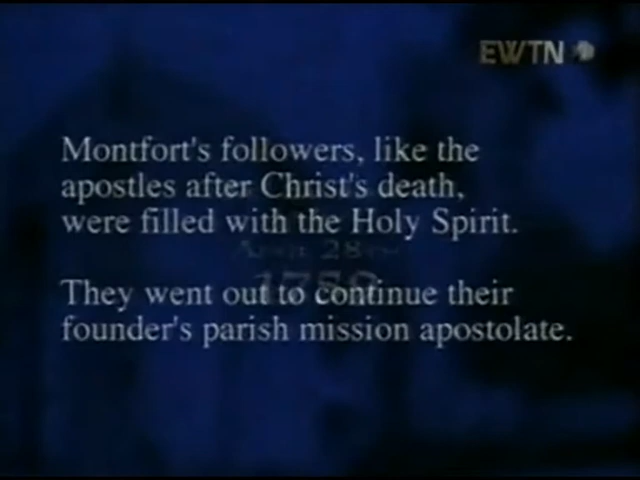 EWTN
Montfort's followers, like the
apostles after Christ's death,
were filled with the Holy Spirit.
They went out to continue their
founder's parish mission apostolate.